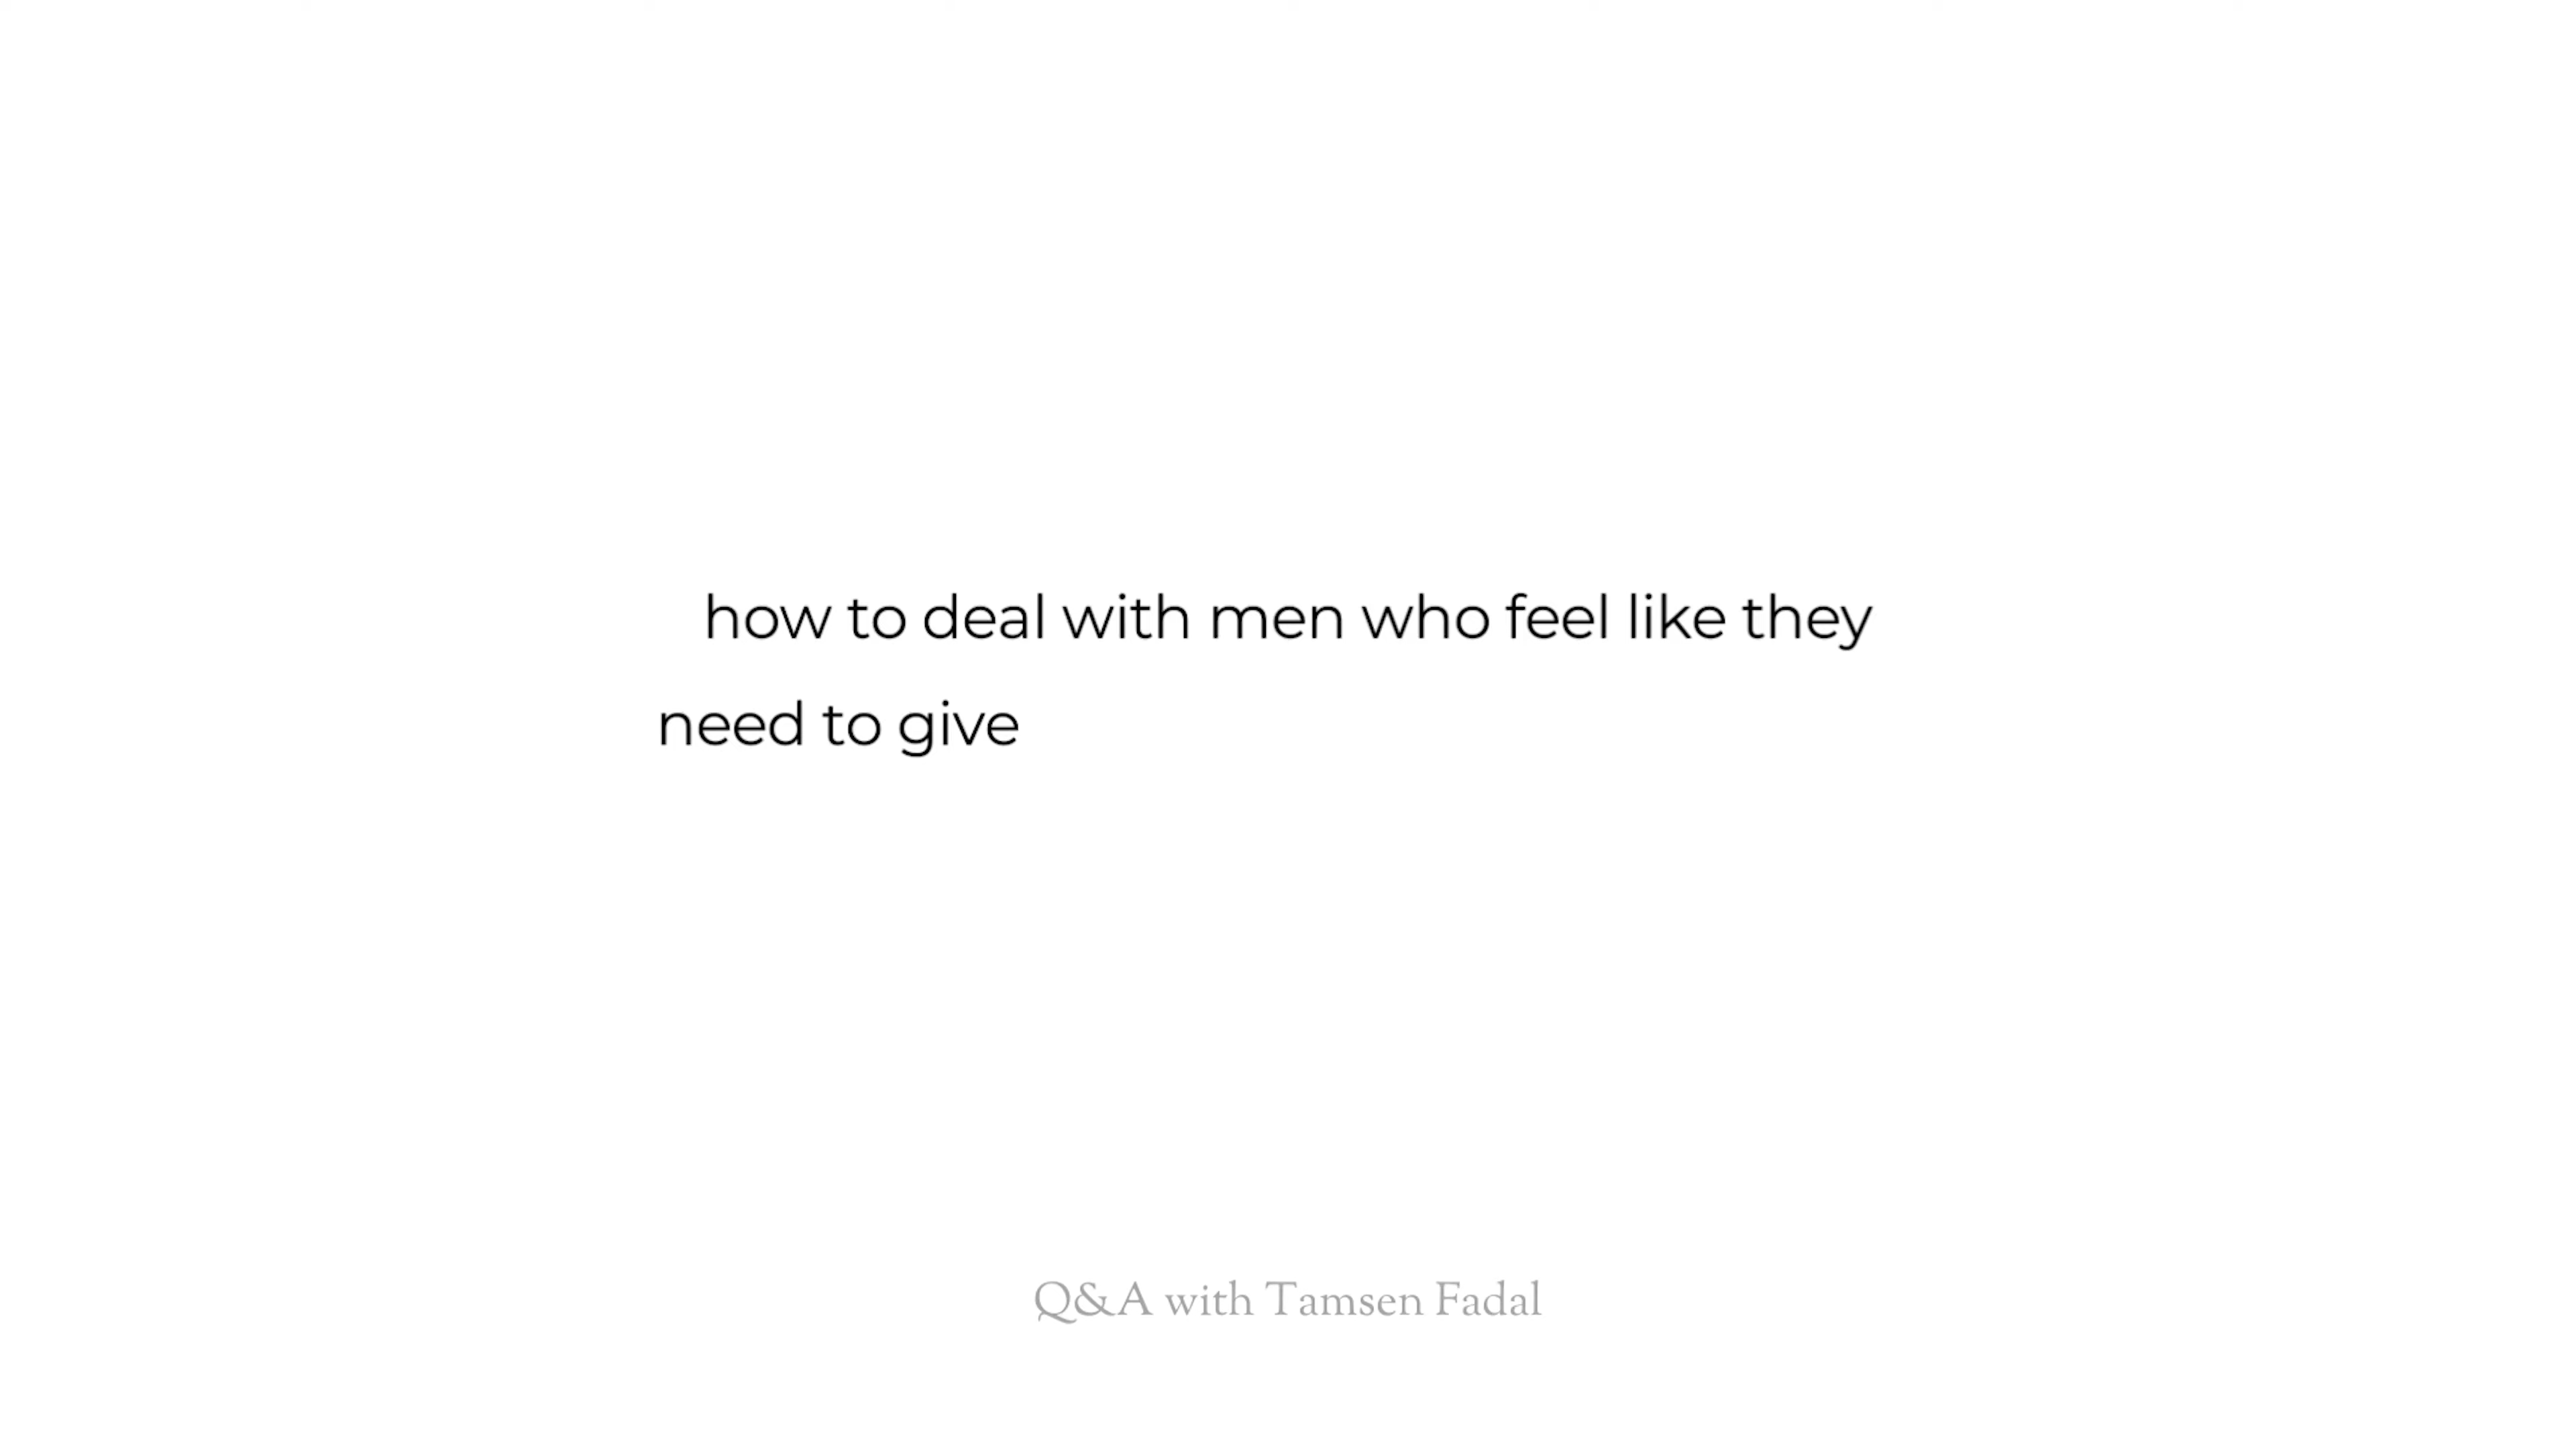 how to deal with men who feel like they
need to give
Q&A with Tamsen Fadal